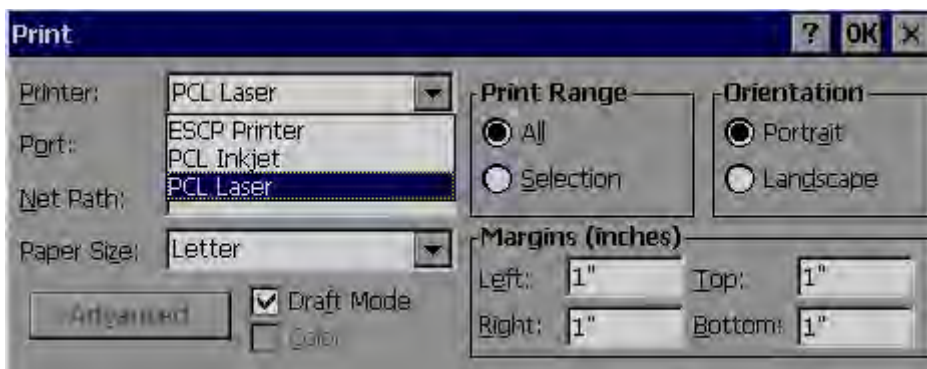 Print ? OK ×
Printer: PCL Laser
ESCP Printer
PCL Inkjet
PCL Laser
Port:
Net Path:
Paper Size: Letter
Advanced
Draft Mode
Color
Print Range
All
Selection
Orientation
Portrait
Landscape
Margins (inches)
Left: 1" Top: 1"
Right: 1" Bottom: 1"